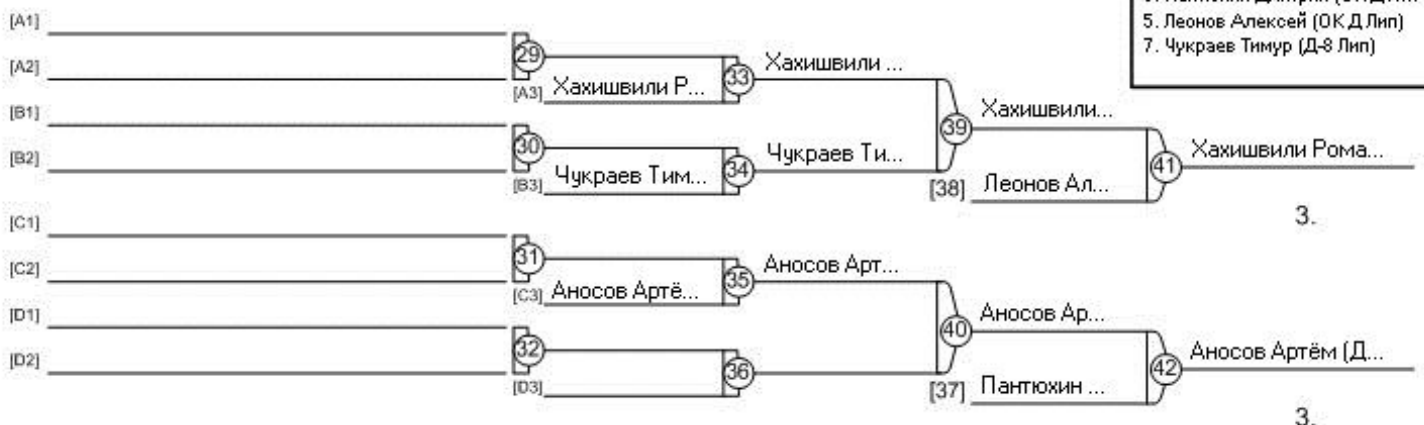 5. Леонов Алексей (ОК Д Лип)
7. Чукраев Тимур (Д-8 Лип)
[A1]
[A2]
29
[A3] Хахишвили Р...
33
Хахишвили ...
[B1]
[B2]
30
[B3] Чукраев Тим...
34
Чукраев Ти...
39
Хахишвили...
[38] Леонов Ал...
41
Хахишвили Рома...
3.
[C1]
[C2]
31
[C3] Аносов Артё...
35
Аносов Арт...
[D1]
[D2]
32
[D3]
36
40
Аносов Ар...
[37] Пантюхин ...
42
Аносов Артём (Д...
3.